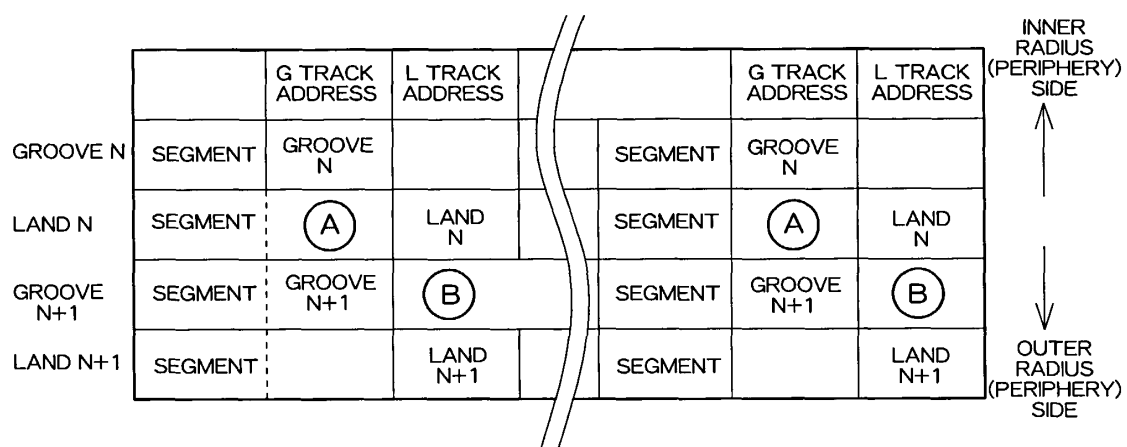 INNER
RADIUS
(PERIPHERY)
SIDE
G TRACK
ADDRESS
L TRACK
ADDRESS
G TRACK
ADDRESS
L TRACK
ADDRESS
GROOVE N
SEGMENT
GROOVE
N
SEGMENT
GROOVE
N
LAND N
SEGMENT
A
LAND
N
SEGMENT
A
LAND
N
GROOVE
N+1
SEGMENT
GROOVE
N+1
B
SEGMENT
GROOVE
N+1
B
LAND N+1
SEGMENT
LAND
N+1
SEGMENT
LAND
N+1
OUTER
RADIUS
(PERIPHERY)
SIDE